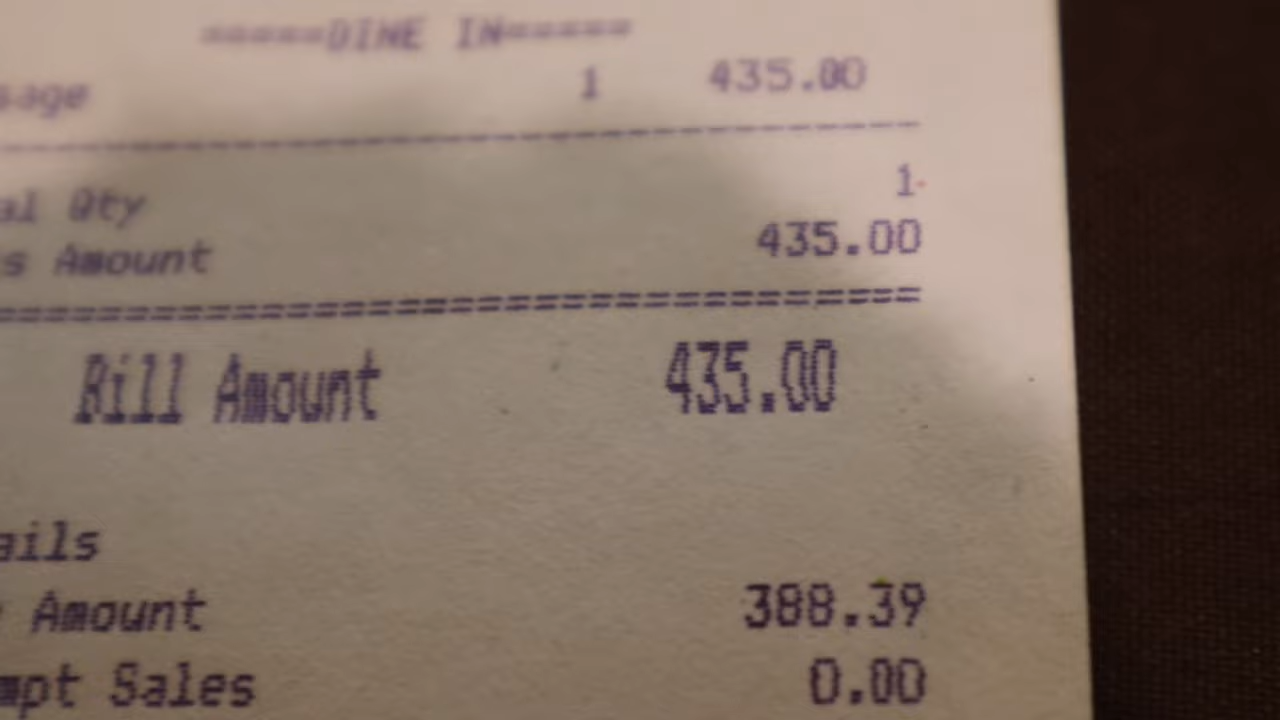 =====DINE IN=====
sage 1 435.00
al Qty 1
s Amount 435.00
Bill Amount 435.00
ails
Amount 388.39
mpt Sales 0.00